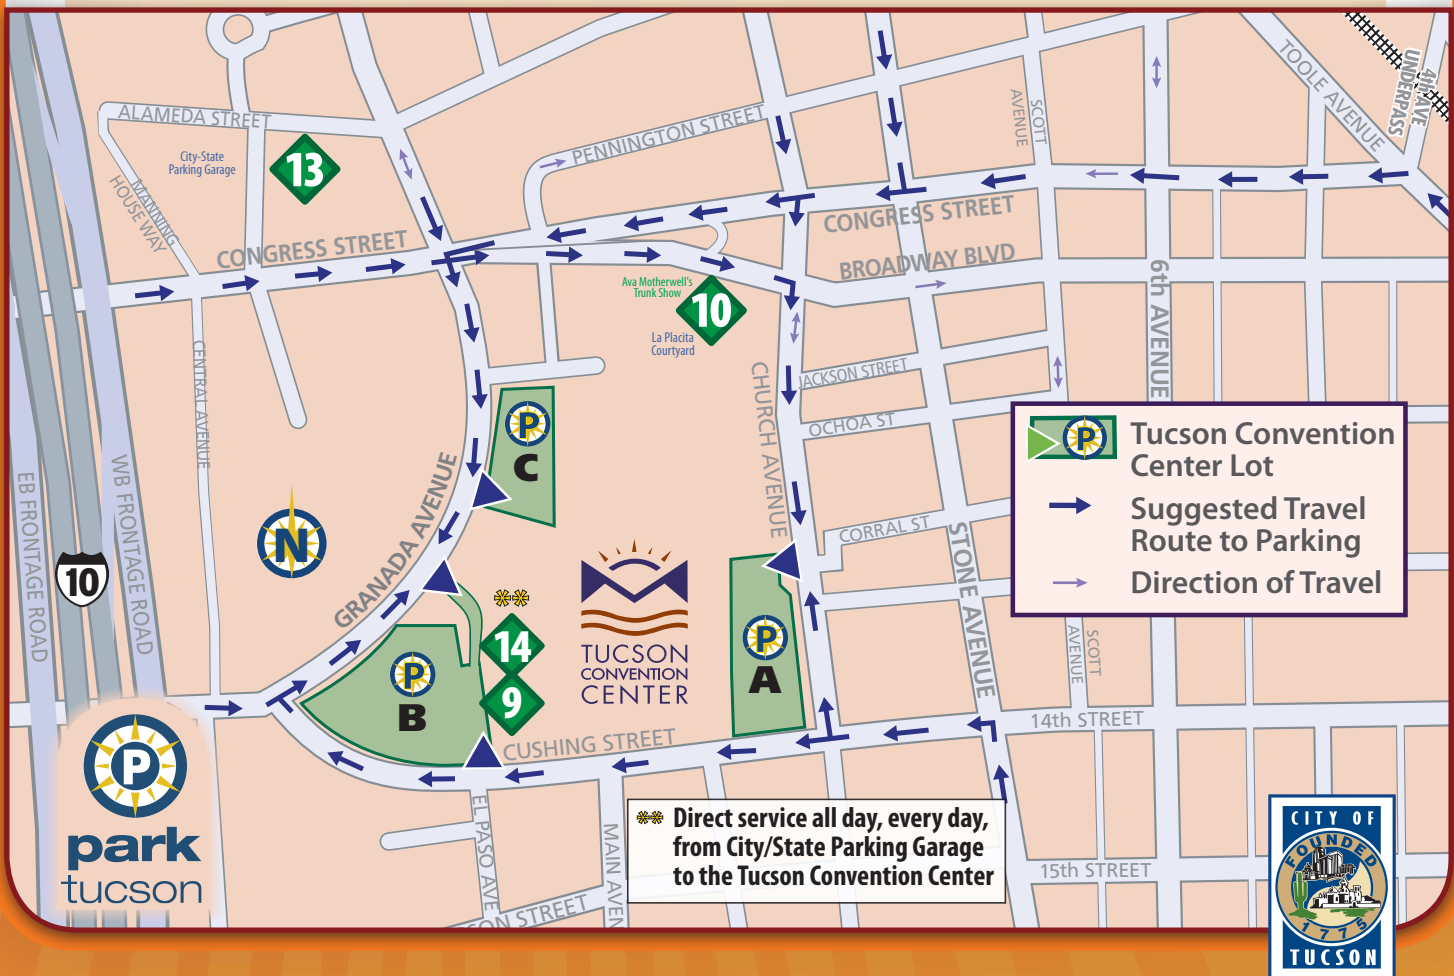 ALAMEDA STREET
City-State
Parking Garage
13
MANNING
HOUSE WAY
PENNINGTON STREET
SCOTT
AVENUE
TOOLE AVENUE
4th AVE
UNDERPASS
CONGRESS STREET
CONGRESS STREET
BROADWAY BLVD
6th AVENUE
Ava Motherwell's
Trunk Show
10
La Placita
Courtyard
CENTRAL AVENUE
CHURCH AVENUE
JACKSON STREET
OCHOA ST
P
C
P
Tucson Convention
Center Lot
Suggested Travel
Route to Parking
Direction of Travel
EB FRONTAGE ROAD
10
WB FRONTAGE ROAD
N
GRANADA AVENUE
CORRAL ST
STONE AVENUE
SCOTT
AVENUE
14
9
TUCSON
CONVENTION
CENTER
P
A
P
B
CUSHING STREET
14th STREET
P
park
tucson
EL PASO AVE
MAIN AVEN
SON STREET
Direct service all day, every day,
from City/State Parking Garage
to the Tucson Convention Center
15th STREET
CITY OF
FOUNDED
1775
TUCSON